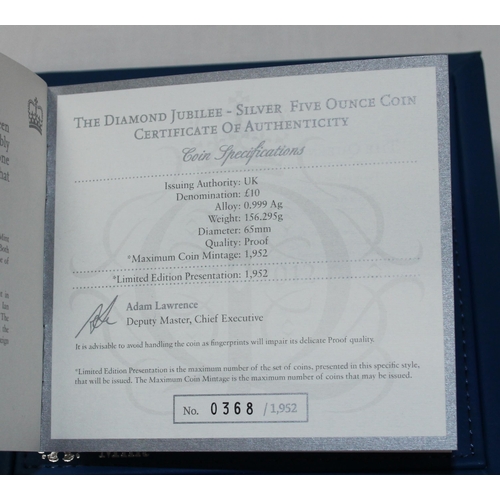 THE DIAMOND JUBILEE ~ SILVER FIVE OUNCE COIN
CERTIFICATE OF AUTHENTICITY
Coin Specifications
Issuing Authority: UK
Denomination: £10
Alloy: 0.999 Ag
Weight: 156.295g
Diameter: 65mm
Quality: Proof
*Maximum Coin Mintage: 1,952
*Limited Edition Presentation: 1,952
Adam Lawrence
Deputy Master, Chief Executive
It is advisable to avoid handling the coin as fingerprints will impair its delicate Proof quality.
*Limited Edition Presentation is the maximum number of the set of coins, presented in this specific style,
that will be issued. The Maximum Coin Mintage is the maximum number of coins that may be issued.
No. 0368 / 1,952